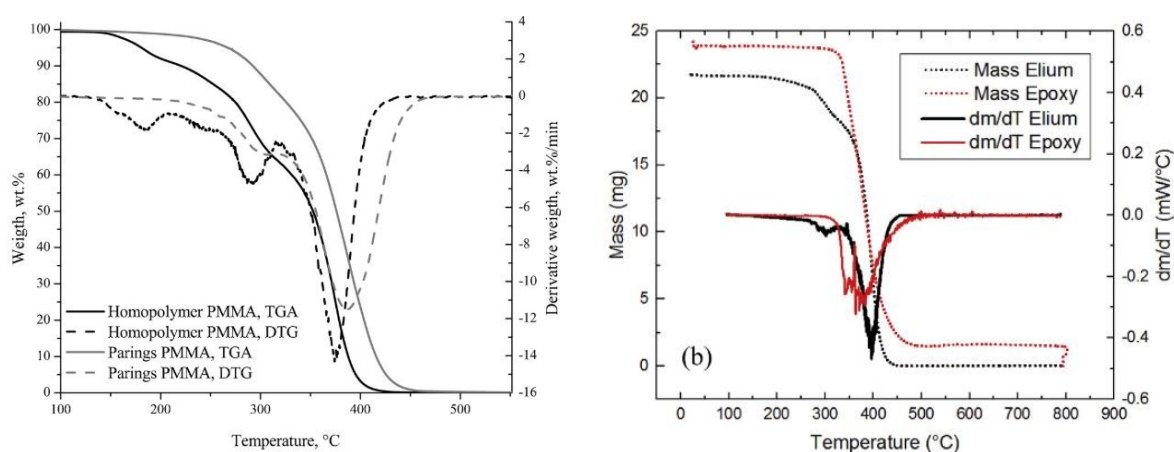 Weigth, wt.%
100
90
80
70
60
50
40
30
20
10
0
Homopolymer PMMA, TGA
Homopolymer PMMA, DTG
Parings PMMA, TGA
Parings PMMA, DTG
100 200 300 400 500
Temperature, °C
4
2
0
-2
-4
-6
-8
-10
-12
-14
-16
Derivative weigth, wt.%/min
Mass (mg)
25
20
15
10
5
0
Mass Elium
Mass Epoxy
dm/dT Elium
dm/dT Epoxy
(b)
0 100 200 300 400 500 600 700 800 900
Temperature (°C)
0.6
0.4
0.2
0.0
-0.2
-0.4
-0.6
dm/dT (mW/°C)